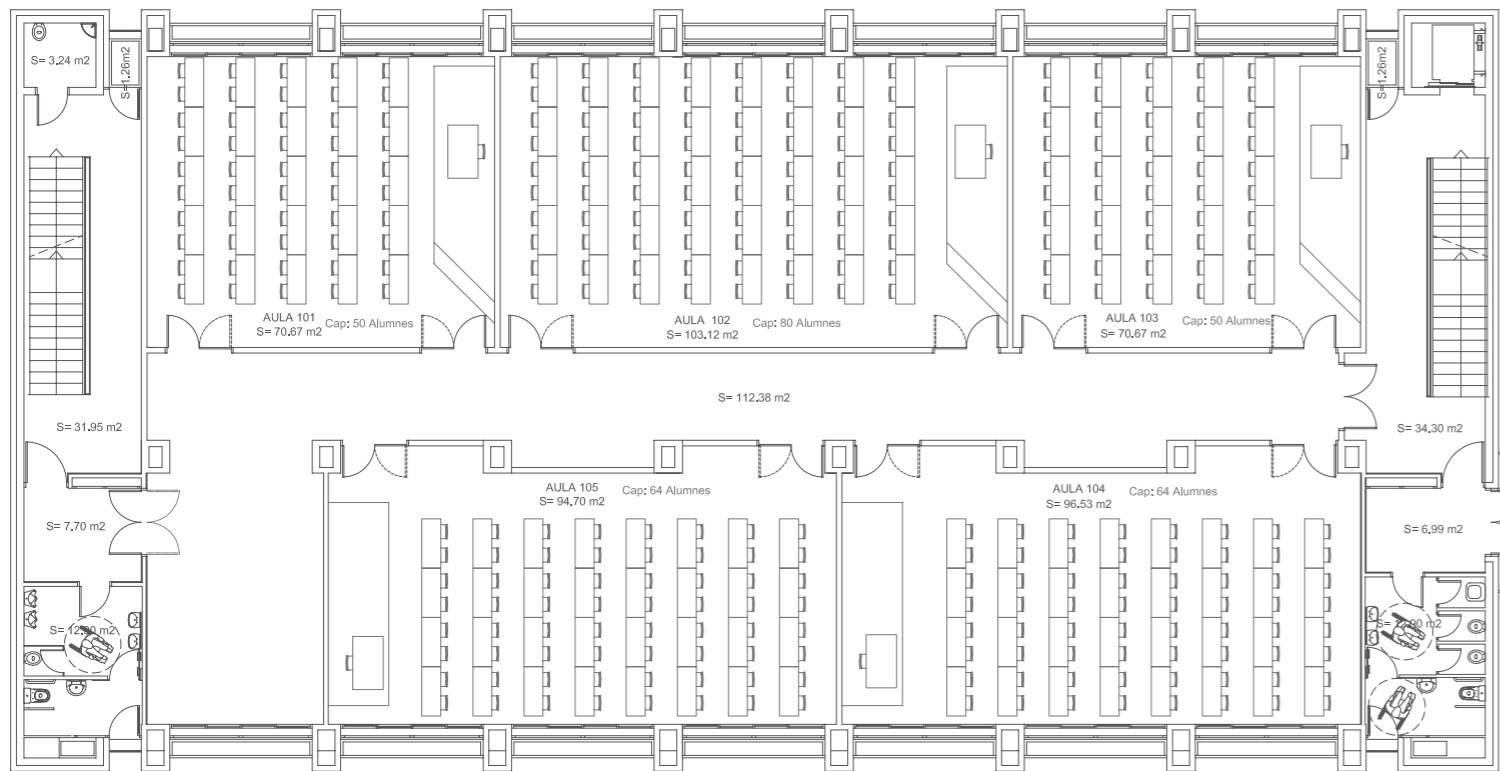 S= 3.24 m2
S= 1.26m2
S= 1.26m2
AULA 101
S= 70.67 m2
Cap: 50 Alumnes
AULA 102
S= 103.12 m2
Cap: 80 Alumnes
AULA 103
S= 70.67 m2
Cap: 50 Alumnes
S= 112.38 m2
S= 31.95 m2
S= 34.30 m2
AULA 105
S= 94.70 m2
Cap: 64 Alumnes
AULA 104
S= 96.53 m2
Cap: 64 Alumnes
S= 7.70 m2
S= 6.99 m2